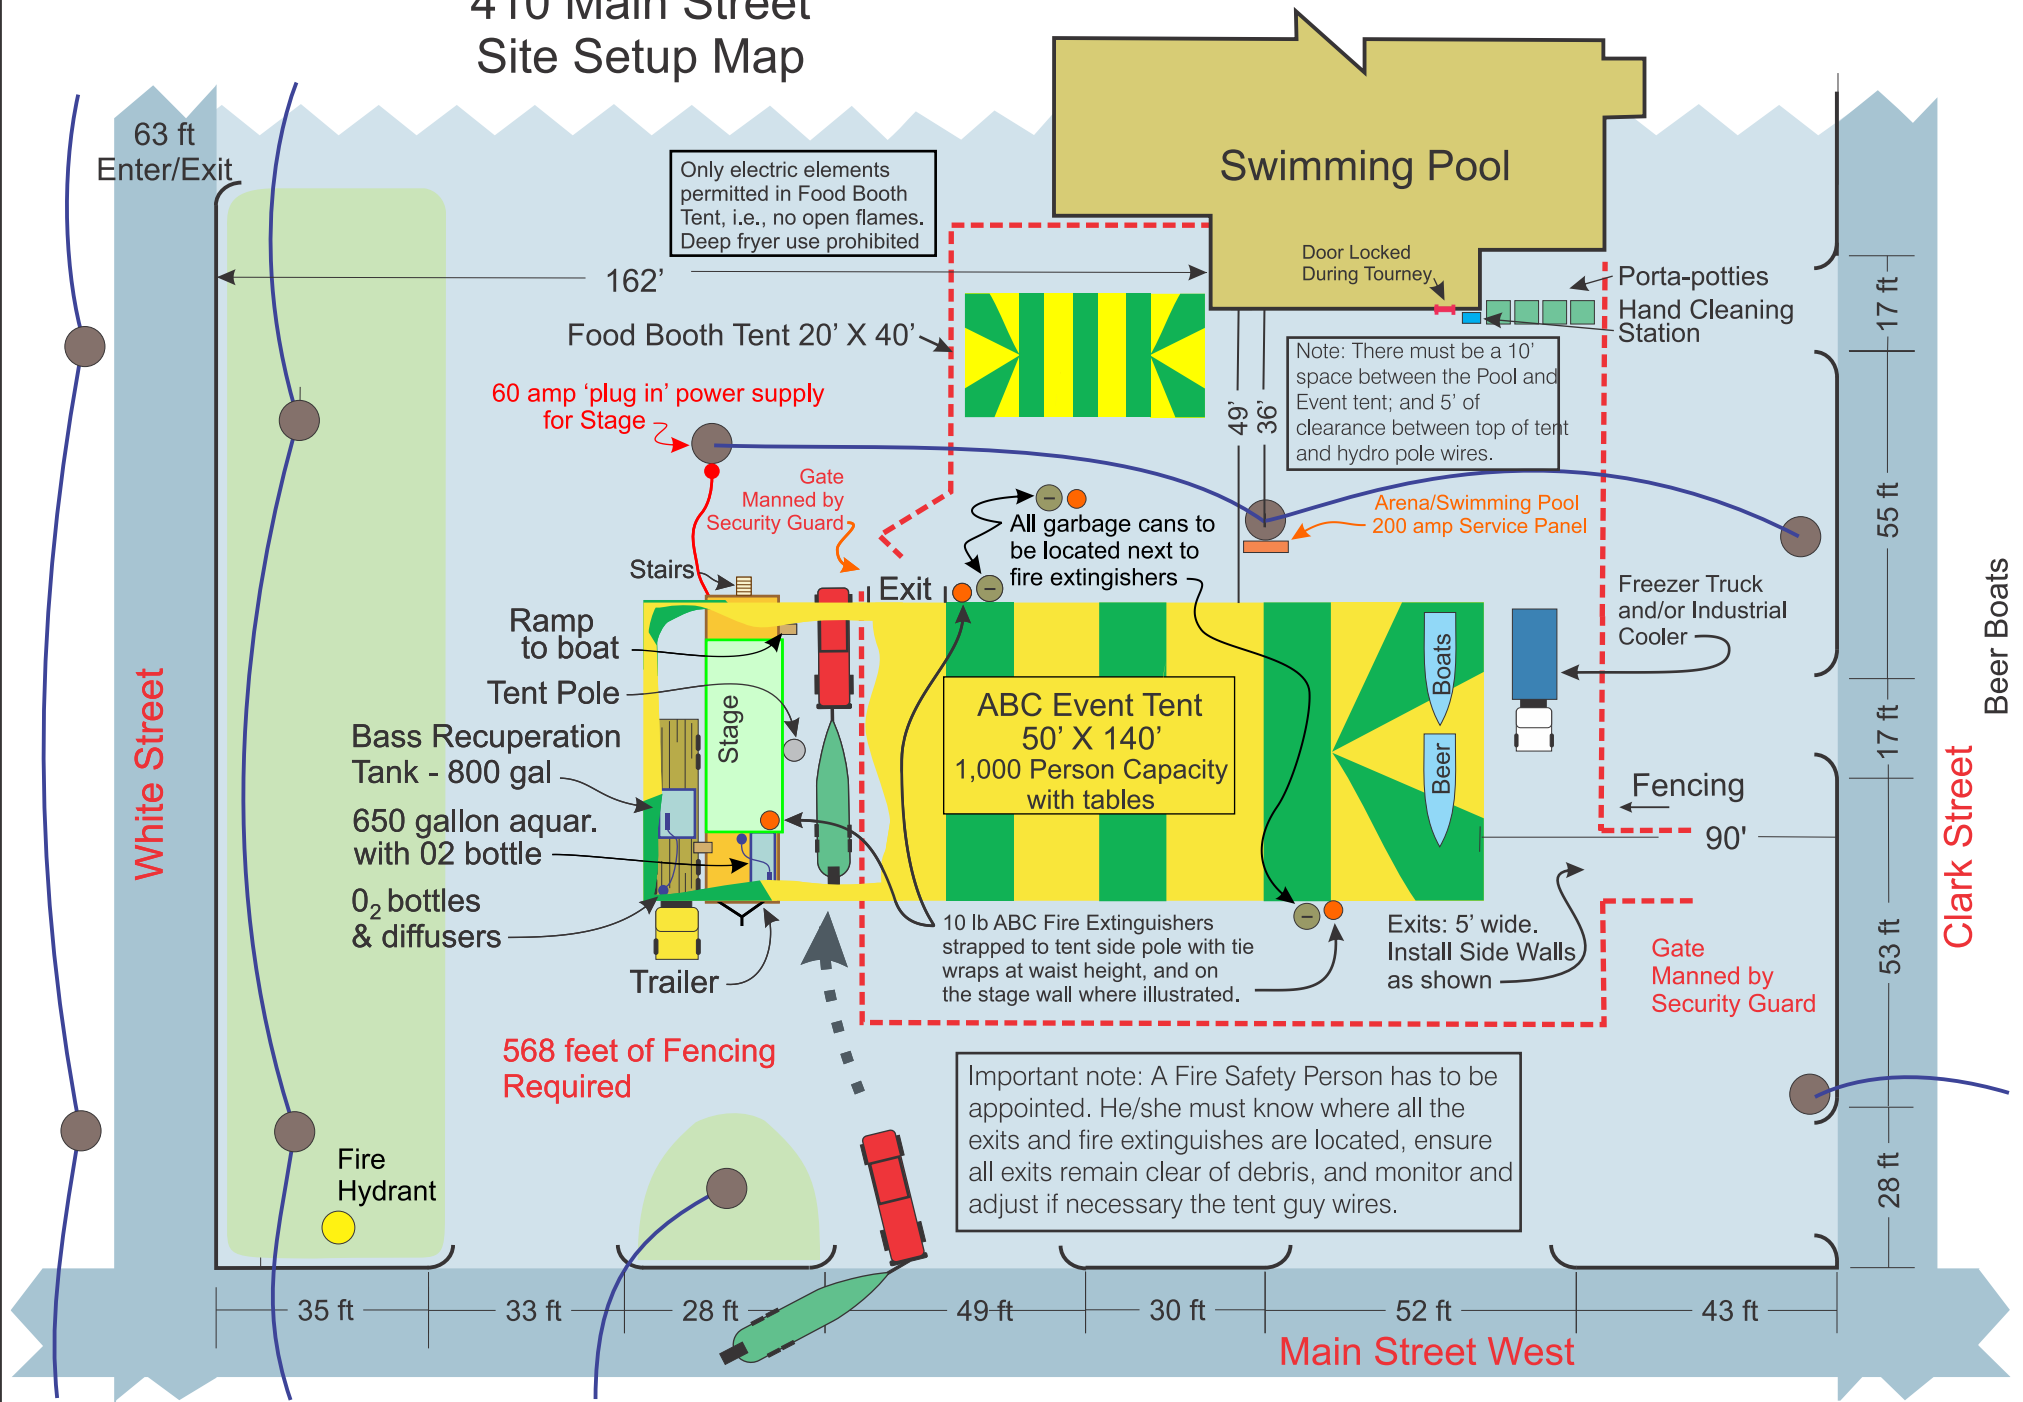 410 Main Street
Site Setup Map
63 ft
Enter/Exit
Only electric elements
permitted in Food Booth
Tent, i.e., no open flames.
Deep fryer use prohibited
Swimming Pool
Door Locked
During Tourney
Porta-potties
Hand Cleaning
Station
162’
Food Booth Tent 20’ X 40’
60 amp ‘plug in’ power supply
for Stage
49’
36’
Note: There must be a 10’
space between the Pool and
Event tent; and 5’ of
clearance between top of tent
and hydro pole wires.
17 ft
Gate
Manned by
Security Guard
All garbage cans to
be located next to
fire extingishers
Arena/Swimming Pool
200 amp Service Panel
55 ft
Stairs
Exit
Ramp
to boat
Tent Pole
Stage
Bass Recuperation
Tank - 800 gal
650 gallon aquar.
with 02 bottle
02 bottles
& diffusers
Trailer
ABC Event Tent
50’ X 140’
1,000 Person Capacity
with tables
Boats
Beer
Freezer Truck
and/or Industrial
Cooler
Beer Boats
17 ft
Fencing
90'
White Street
Clark Street
10 lb ABC Fire Extinguishers
strapped to tent side pole with tie
wraps at waist height, and on
the stage wall where illustrated.
Exits: 5’ wide.
Install Side Walls
as shown
Gate
Manned by
Security Guard
53 ft
568 feet of Fencing
Required
Important note: A Fire Safety Person has to be
appointed. He/she must know where all the
exits and fire extinguishes are located, ensure
all exits remain clear of debris, and monitor and
adjust if necessary the tent guy wires.
Fire
Hydrant
28 ft
35 ft
33 ft
28 ft
49 ft
30 ft
52 ft
43 ft
Main Street West